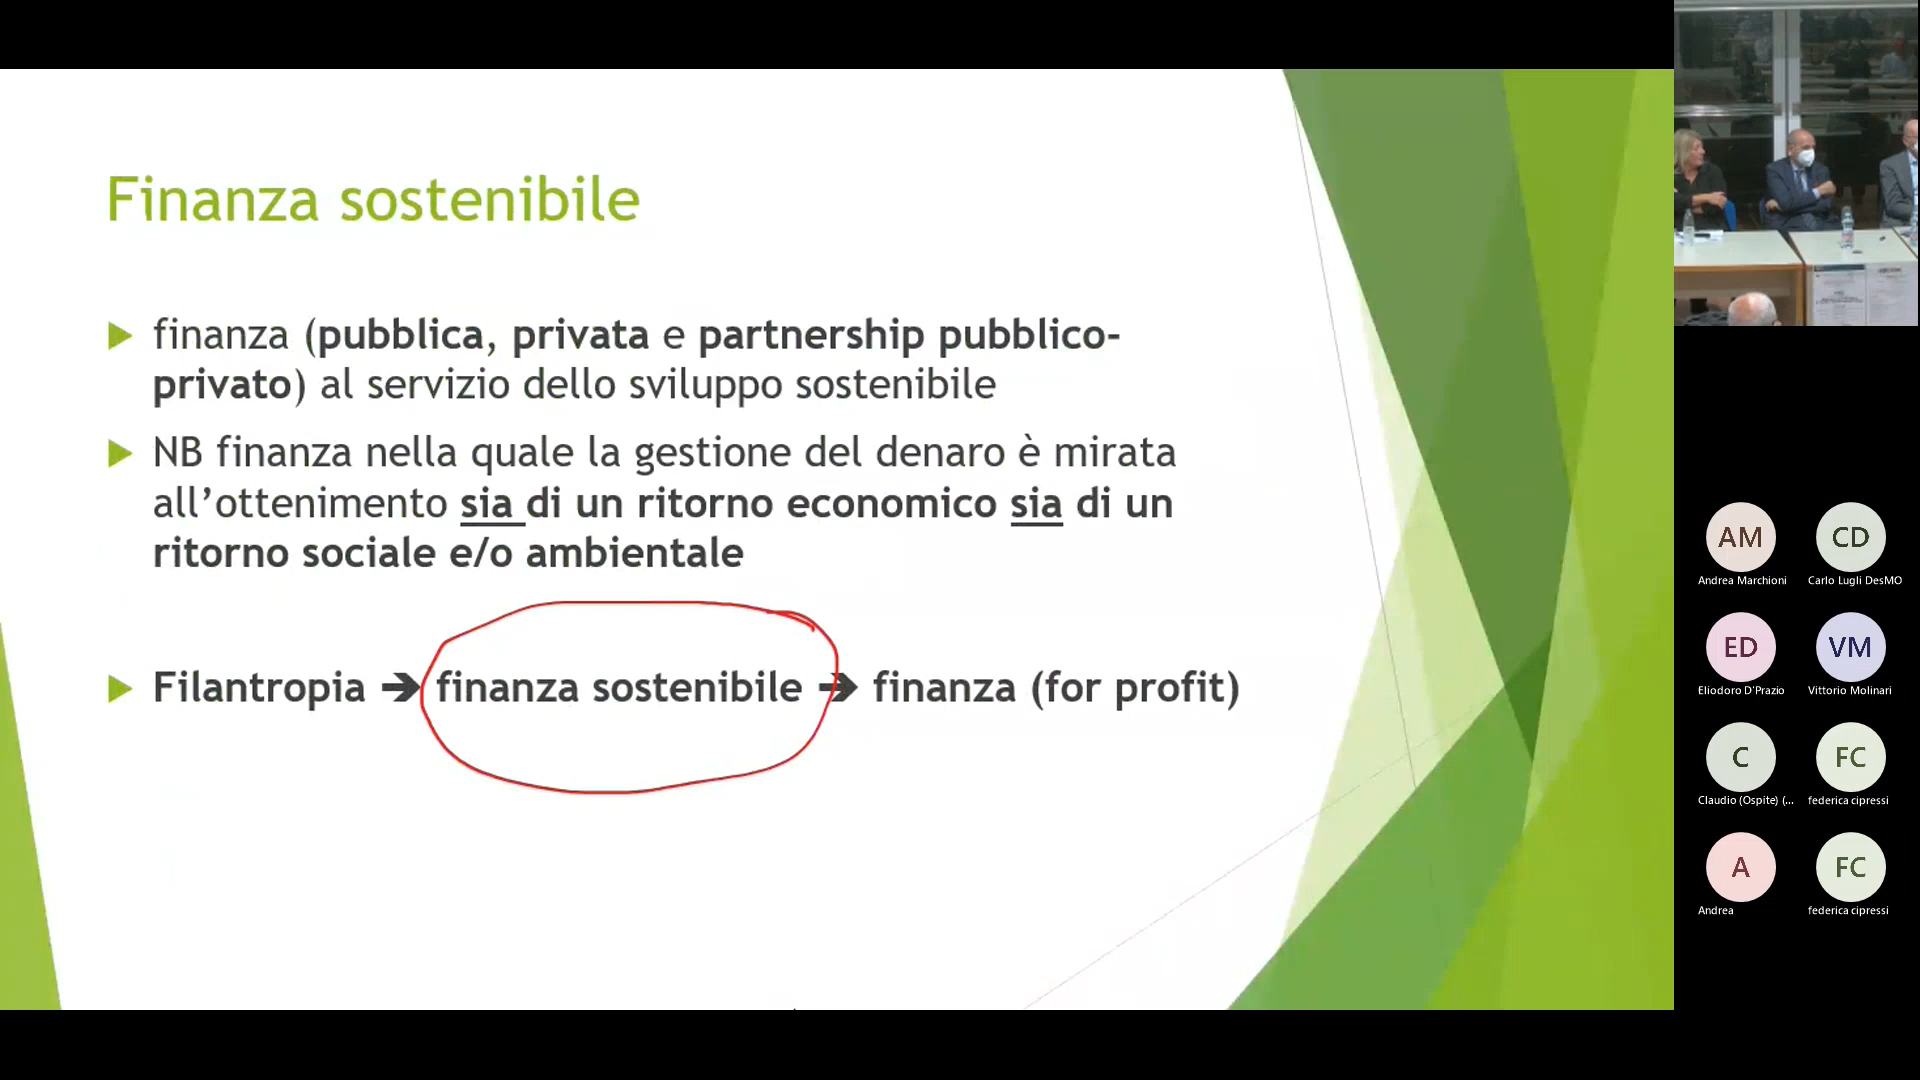 Finanza sostenibile
finanza (pubblica, privata e partnership pubblico-
privato) al servizio dello sviluppo sostenibile
NB finanza nella quale la gestione del denaro è mirata
all’ottenimento sia di un ritorno economico sia di un
ritorno sociale e/o ambientale
Filantropia ➔ finanza sostenibile ➔ finanza (for profit)
AM
Andrea Marchioni
CD
Carlo Lugli DesMO
ED
Eliodoro D'Prazio
VM
Vittorio Molinari
C
Claudio (Ospite) (...
FC
federica cipressi
A
Andrea
FC
federica cipressi